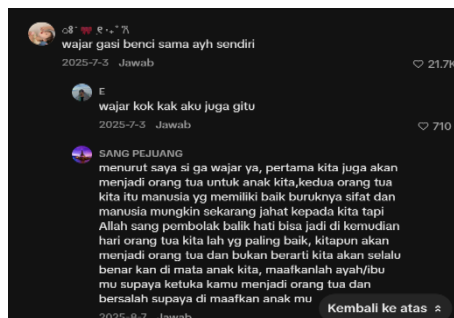 wajar gasi benci sama ayh sendiri
2025-7-3 Jawab
21.7K
E
wajar kok kak aku juga gitu
2025-7-3 Jawab
710
SANG PEJUANG
menurut saya si ga wajar ya, pertama kita juga akan
menjadi orang tua untuk anak kita,kedua orang tua
kita itu manusia yg memiliki baik buruknya sifat dan
manusia mungkin sekarang jahat kepada kita tapi
Allah sang pembolak balik hati bisa jadi di kemudian
hari orang tua kita lah yg paling baik, kitapun akan
menjadi orang tua dan bukan berarti kita akan selalu
benar kan di mata anak kita, maafkanlah ayah/ibu
mu supaya ketuka kamu menjadi orang tua dan
bersalah supaya di maafkan anak mu
Kembali ke atas